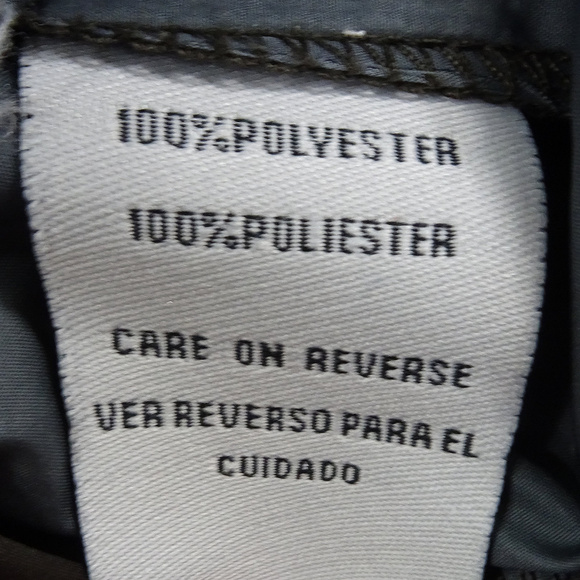 100%POLYESTER
100%POLIESTER
CARE ON REVERSE
VER REVERSO PARA EL
CUIDADO